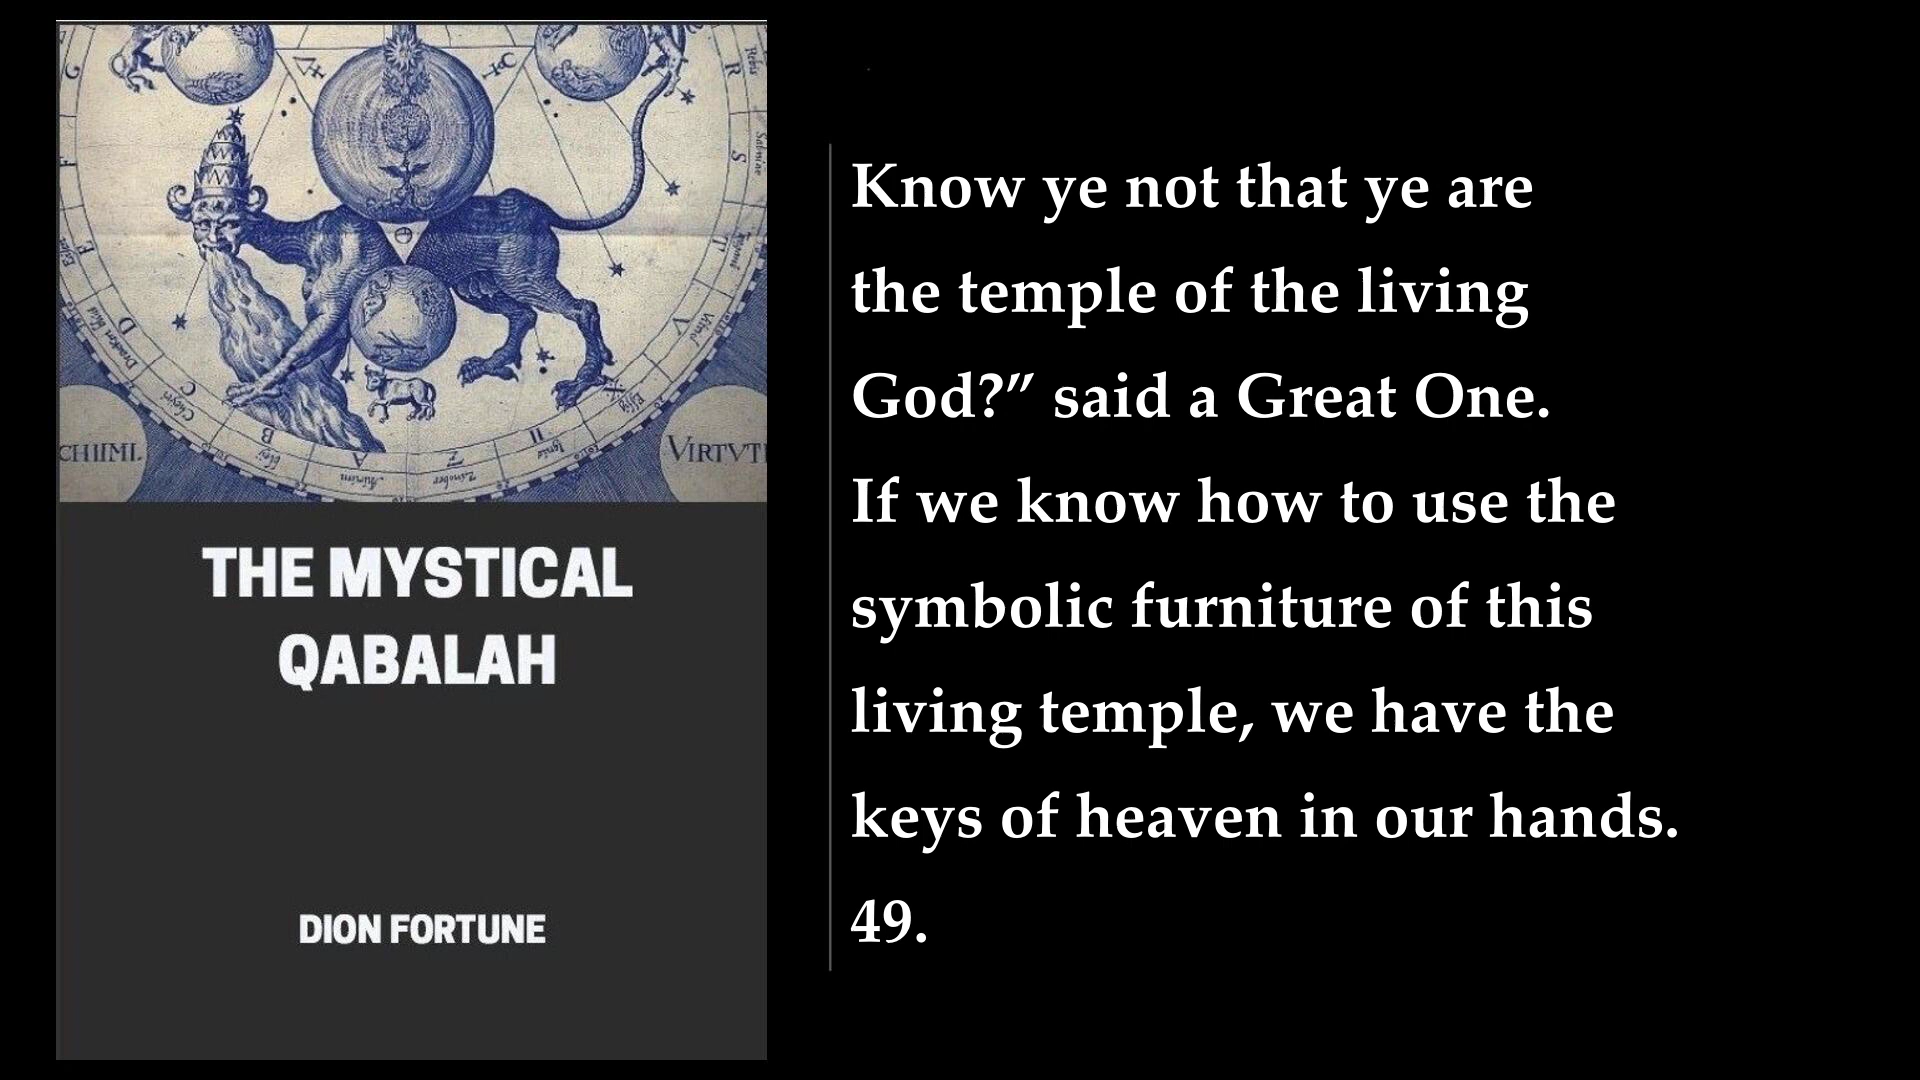 CHIIMI.
VIRTVT
THE MYSTICAL
QABALAH
DION FORTUNE
Know ye not that ye are
the temple of the living
God?” said a Great One.
If we know how to use the
symbolic furniture of this
living temple, we have the
keys of heaven in our hands.
49.